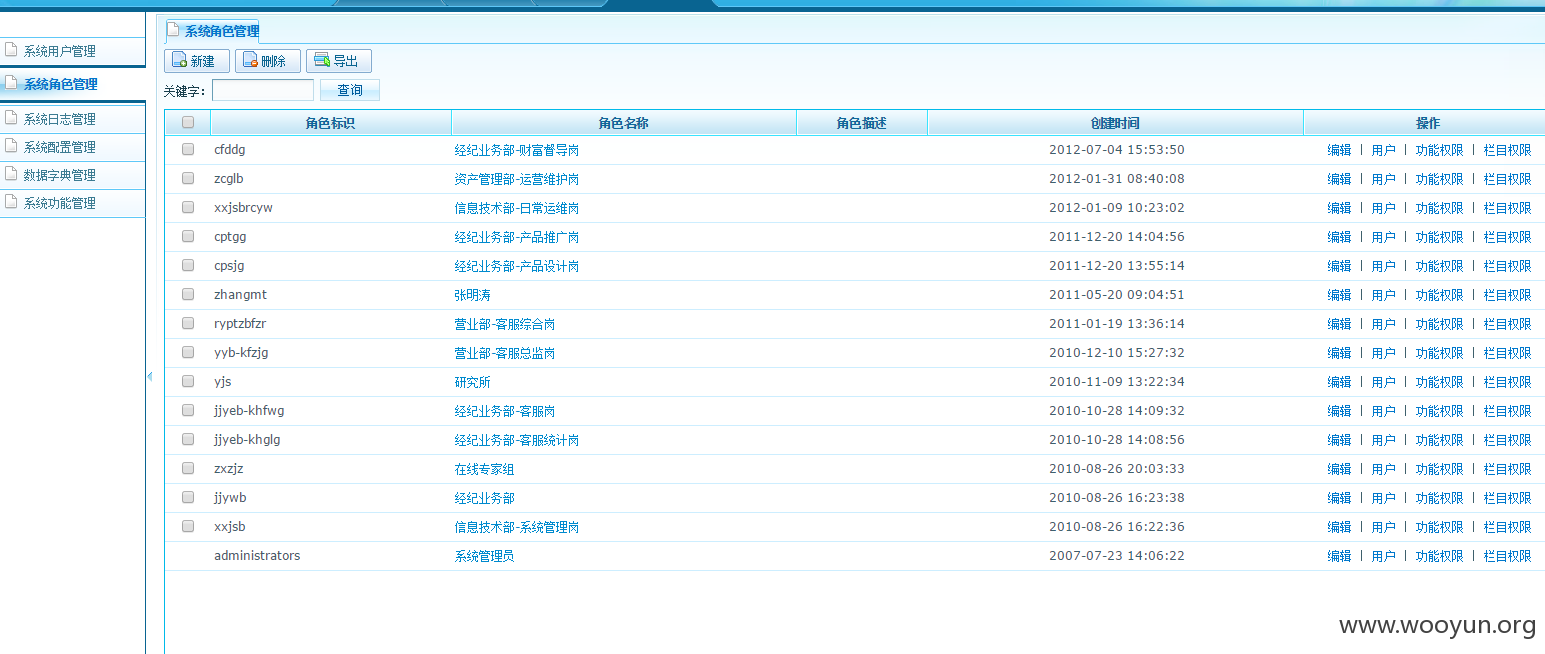 系统用户管理
系统角色管理
系统日志管理
系统配置管理
数据字典管理
系统功能管理
系统角色管理
新建 删除 导出
关键字: 查询
角色标识 角色名称 角色描述 创建时间 操作
cfddg 经纪业务部-财富督导岗 2012-07-04 15:53:50 编辑 | 用户 | 功能权限 | 栏目权限
zcglb 资产管理部-运营维护岗 2012-01-31 08:40:08 编辑 | 用户 | 功能权限 | 栏目权限
xxjsbrcyw 信息技术部-日常运维岗 2012-01-09 10:23:02 编辑 | 用户 | 功能权限 | 栏目权限
cptgg 经纪业务部-产品推广岗 2011-12-20 14:04:56 编辑 | 用户 | 功能权限 | 栏目权限
cpsjg 经纪业务部-产品设计岗 2011-12-20 13:55:14 编辑 | 用户 | 功能权限 | 栏目权限
zhangmt 张明涛 2011-05-20 09:04:51 编辑 | 用户 | 功能权限 | 栏目权限
ryptzbfzr 营业部-客服综合岗 2011-01-19 13:36:14 编辑 | 用户 | 功能权限 | 栏目权限
yyb-kfzjg 营业部-客服总监岗 2010-12-10 15:27:32 编辑 | 用户 | 功能权限 | 栏目权限
yjs 研究所 2010-11-09 13:22:34 编辑 | 用户 | 功能权限 | 栏目权限
jjyeb-khfwg 经纪业务部-客服岗 2010-10-28 14:09:32 编辑 | 用户 | 功能权限 | 栏目权限
jjyeb-khglg 经纪业务部-客服统计岗 2010-10-28 14:08:56 编辑 | 用户 | 功能权限 | 栏目权限
zxzjz 在线专家组 2010-08-26 20:03:33 编辑 | 用户 | 功能权限 | 栏目权限
jjywb 经纪业务部 2010-08-26 16:23:38 编辑 | 用户 | 功能权限 | 栏目权限
xxjsb 信息技术部-系统管理岗 2010-08-26 16:22:36 编辑 | 用户 | 功能权限 | 栏目权限
administrators 系统管理员 2007-07-23 14:06:22 编辑 | 用户 | 功能权限 | 栏目权限
www.wooyun.org